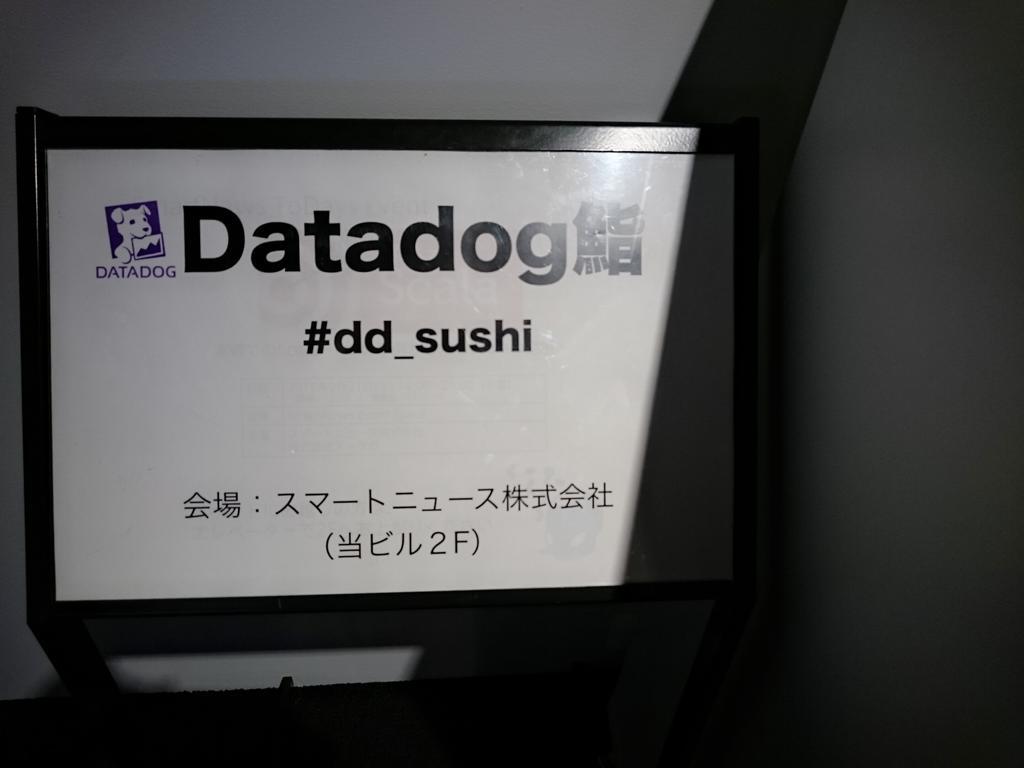 DATADOG
Datadog鮨
#dd_sushi
会場：スマートニュース株式会社
（当ビル２F）